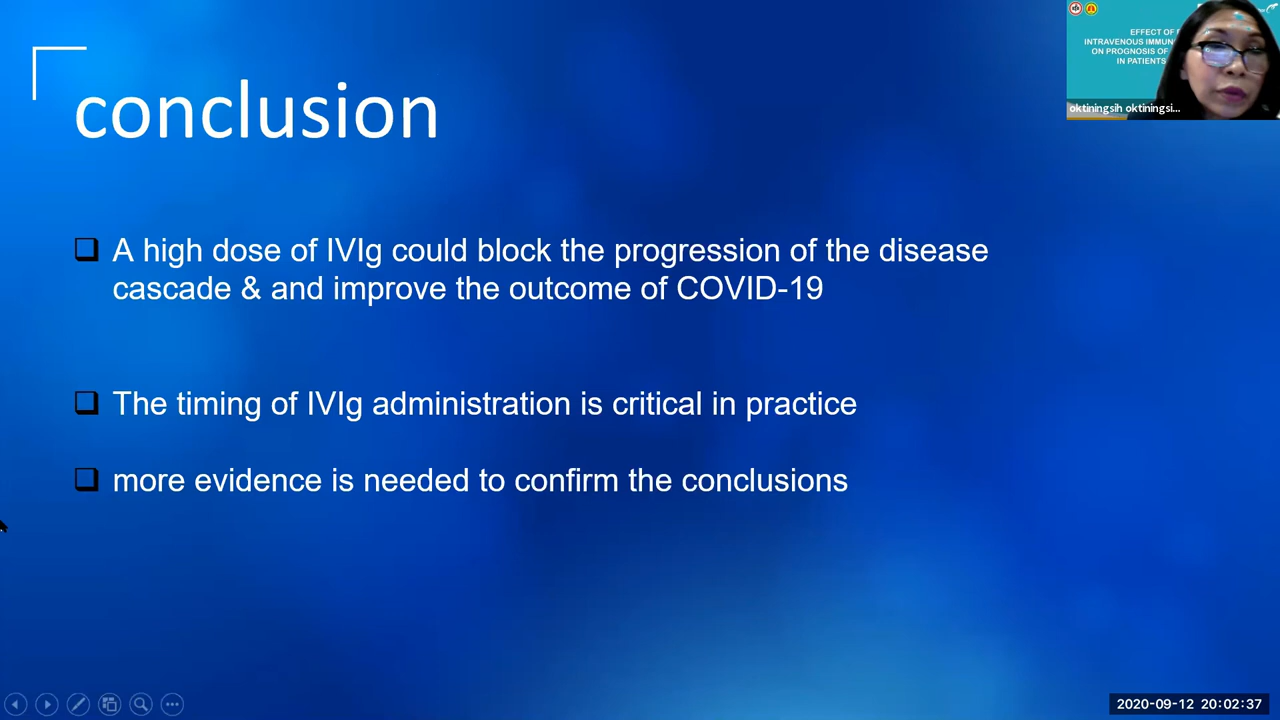 conclusion
A high dose of IVIg could block the progression of the disease
cascade & and improve the outcome of COVID-19
The timing of IVIg administration is critical in practice
more evidence is needed to confirm the conclusions
EFFECT OF
INTRAVENOUS
ON PROGNOSIS OF
IN PATIENTS
oktiningsih oktiningsi...
2020-09-12 20:02:37